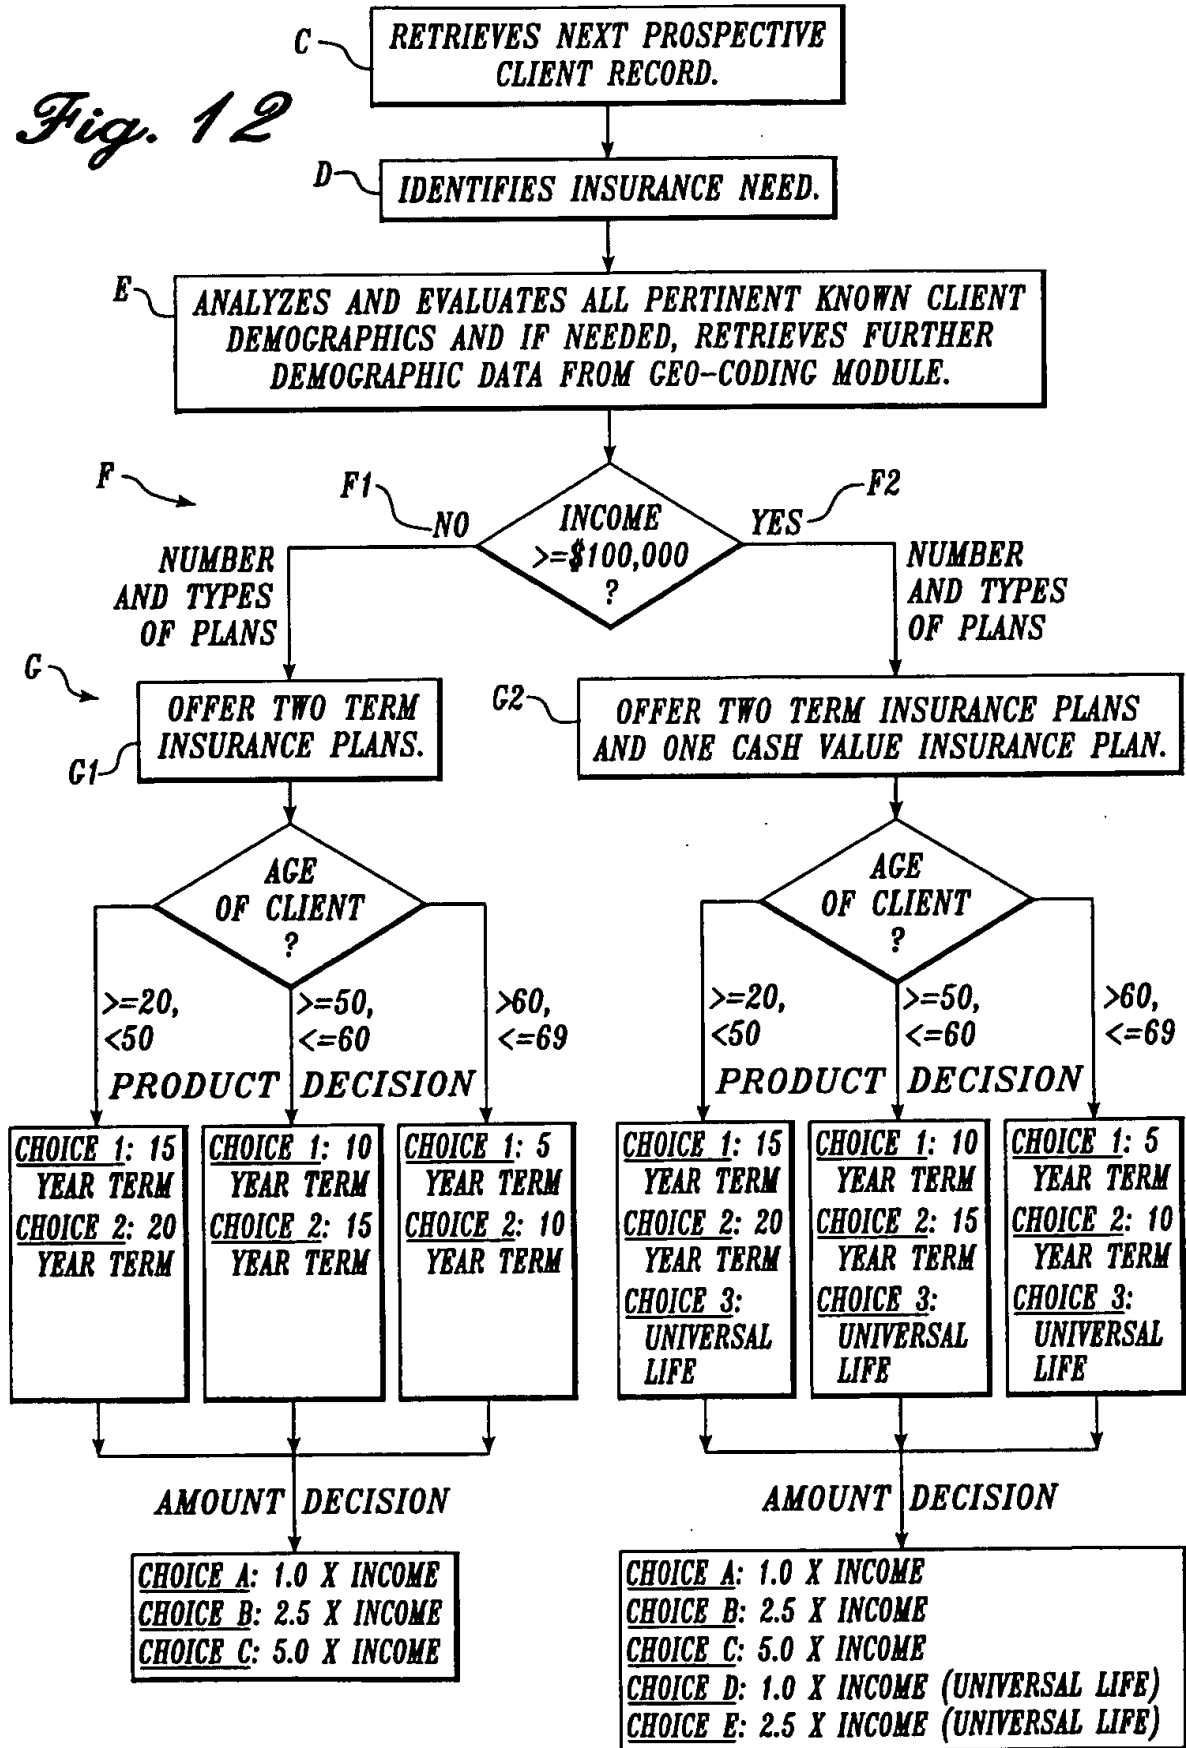 C
RETRIEVES NEXT PROSPECTIVE
CLIENT RECORD.
Fig. 12
D
IDENTIFIES INSURANCE NEED.
E
ANALYZES AND EVALUATES ALL PERTINENT KNOWN CLIENT
DEMOGRAPHICS AND IF NEEDED, RETRIEVES FURTHER
DEMOGRAPHIC DATA FROM GEO-CODING MODULE.
F
F1
NO
INCOME
>=$100,000
?
YES
F2
NUMBER
AND TYPES
OF PLANS
NUMBER
AND TYPES
OF PLANS
G
OFFER TWO TERM
INSURANCE PLANS.
G1
G2
OFFER TWO TERM INSURANCE PLANS
AND ONE CASH VALUE INSURANCE PLAN.
AGE
OF CLIENT
?
>=20,
<50
>=50,
<=60
>60,
<=69
PRODUCT DECISION
CHOICE 1: 15
YEAR TERM
CHOICE 2: 20
YEAR TERM
CHOICE 1: 10
YEAR TERM
CHOICE 2: 15
YEAR TERM
CHOICE 1: 5
YEAR TERM
CHOICE 2: 10
YEAR TERM
AMOUNT DECISION
CHOICE A: 1.0 X INCOME
CHOICE B: 2.5 X INCOME
CHOICE C: 5.0 X INCOME
AGE
OF CLIENT
?
>=20,
<50
>=50,
<=60
>60,
<=69
PRODUCT DECISION
CHOICE 1: 15
YEAR TERM
CHOICE 2: 20
YEAR TERM
CHOICE 3:
UNIVERSAL
LIFE
CHOICE 1: 10
YEAR TERM
CHOICE 2: 15
YEAR TERM
CHOICE 3:
UNIVERSAL
LIFE
CHOICE 1: 5
YEAR TERM
CHOICE 2: 10
YEAR TERM
CHOICE 3:
UNIVERSAL
LIFE
AMOUNT DECISION
CHOICE A: 1.0 X INCOME
CHOICE B: 2.5 X INCOME
CHOICE C: 5.0 X INCOME
CHOICE D: 1.0 X INCOME (UNIVERSAL LIFE)
CHOICE E: 2.5 X INCOME (UNIVERSAL LIFE)